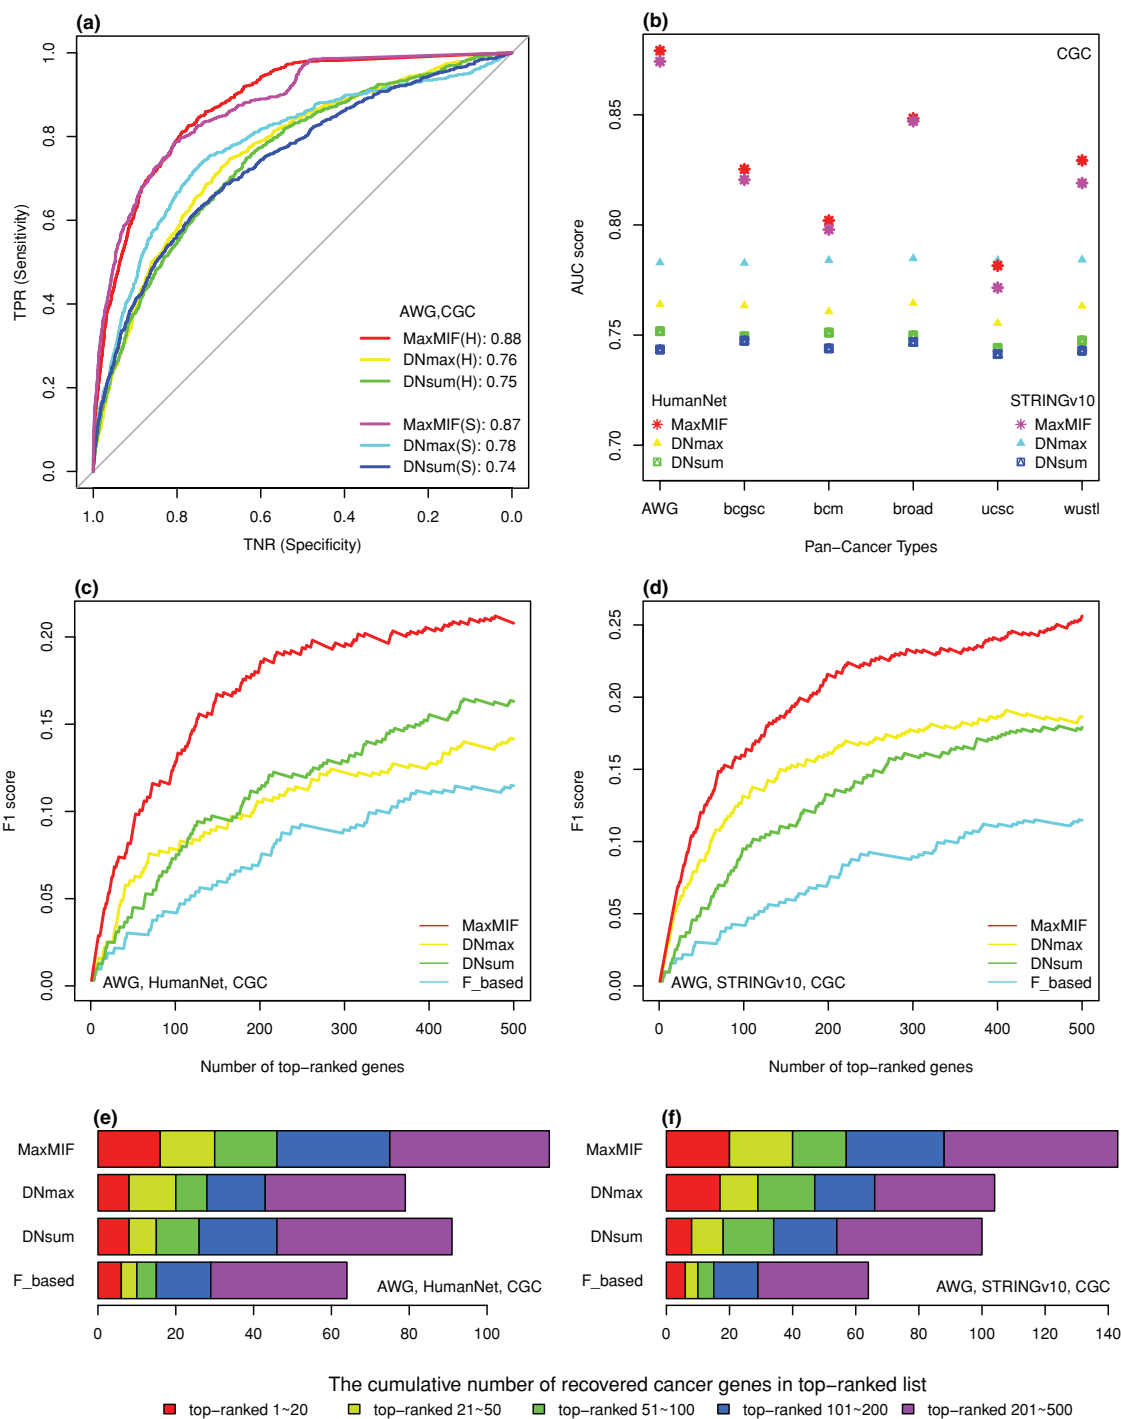 (a)
1.0
0.8
0.6
0.4
0.2
0.0
TPR (Sensitivity)
AWG,CGC
MaxMIF(H): 0.88
DNmax(H): 0.76
DNsum(H): 0.75
MaxMIF(S): 0.87
DNmax(S): 0.78
DNsum(S): 0.74
1.0 0.8 0.6 0.4 0.2 0.0
TNR (Specificity)
(b)
CGC
0.85
0.80
0.75
0.70
AUC score
HumanNet
MaxMIF
DNmax
DNsum
STRINGv10
MaxMIF
DNmax
DNsum
AWG bcgsc bcm broad ucsc wustl
Pan−Cancer Types
(c)
0.20
0.15
0.10
0.05
0.00
F1 score
MaxMIF
DNmax
DNsum
F_based
AWG, HumanNet, CGC
0 100 200 300 400 500
Number of top−ranked genes
(d)
0.25
0.20
0.15
0.10
0.05
0.00
F1 score
MaxMIF
DNmax
DNsum
F_based
AWG, STRINGv10, CGC
0 100 200 300 400 500
Number of top−ranked genes
(e)
MaxMIF
DNmax
DNsum
F_based
AWG, HumanNet, CGC
0 20 40 60 80 100
(f)
MaxMIF
DNmax
DNsum
F_based
AWG, STRINGv10, CGC
0 20 40 60 80 100 120 140
The cumulative number of recovered cancer genes in top−ranked list
top−ranked 1~20 top−ranked 21~50 top−ranked 51~100 top−ranked 101~200 top−ranked 201~500